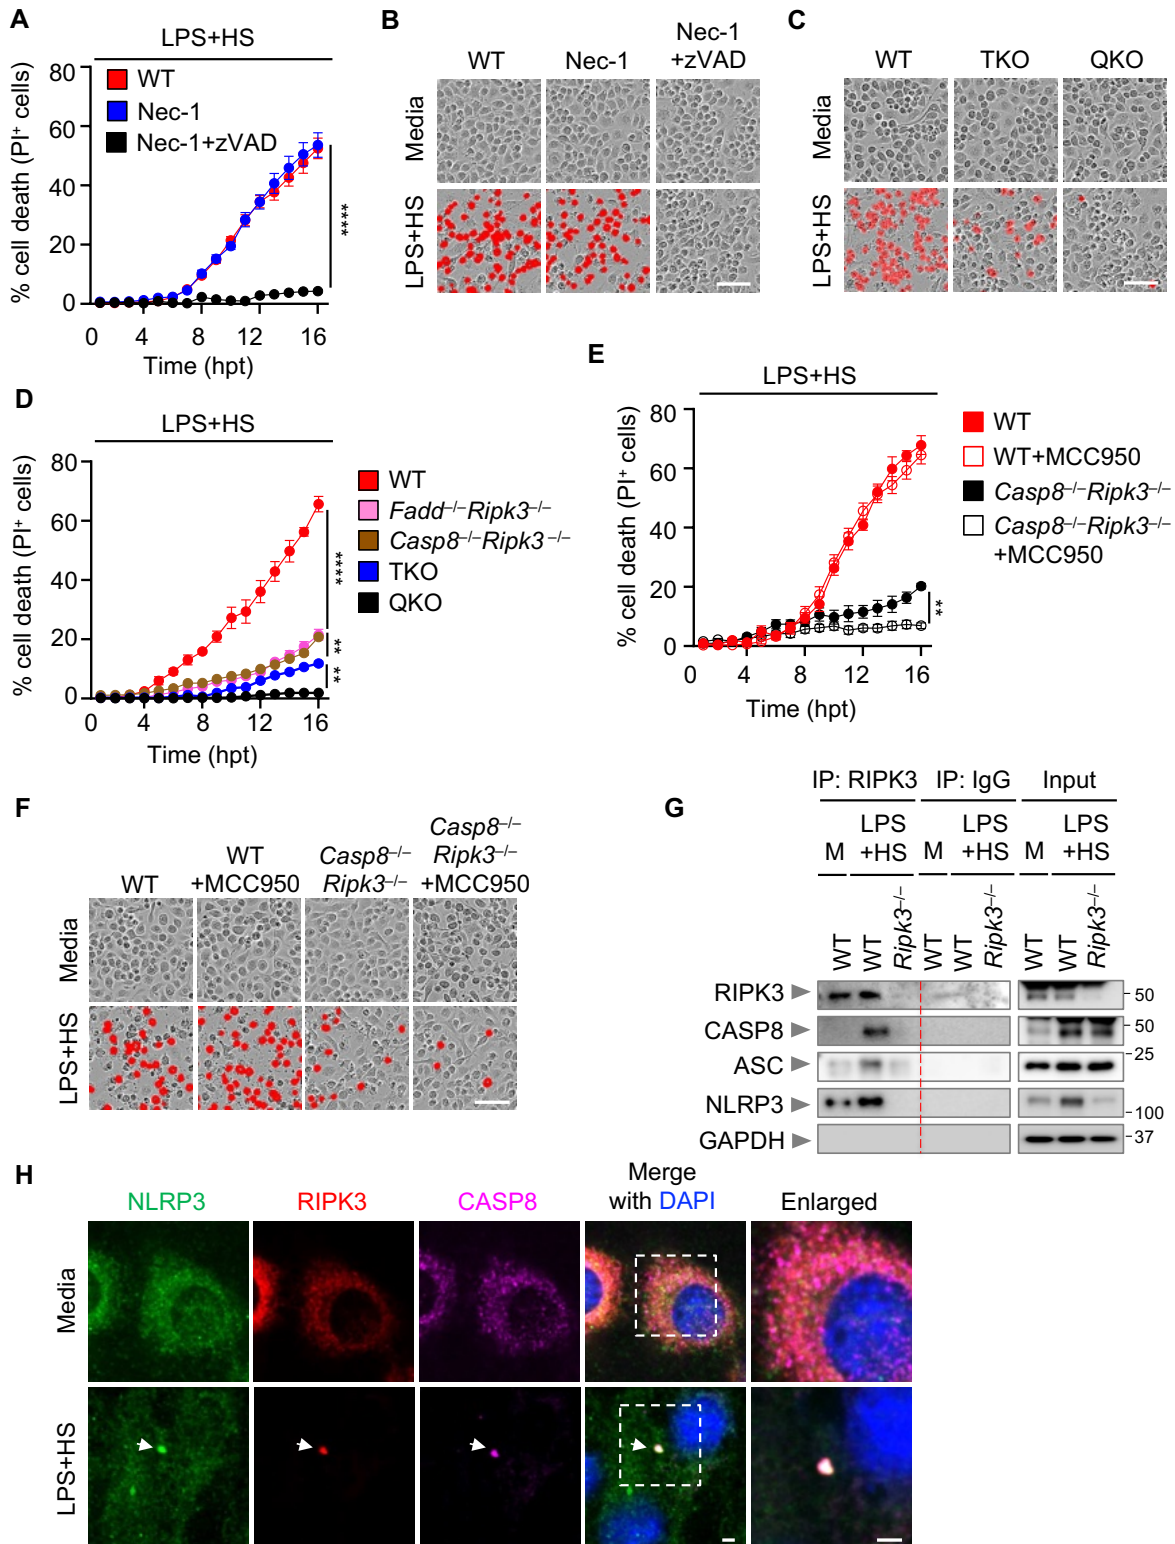 A
LPS+HS
80
60
40
20
0
% cell death (PI⁺ cells)
WT
Nec-1
Nec-1+zVAD
****
0 4 8 12 16
Time (hpt)
B
WT Nec-1 Nec-1
+zVAD
Media
LPS+HS
C
WT TKO QKO
Media
LPS+HS
D
LPS+HS
80
60
40
20
0
% cell death (PI⁺ cells)
****
**
**
0 4 8 12 16
Time (hpt)
WT
Fadd⁻/⁻Ripk3⁻/⁻
Casp8⁻/⁻Ripk3⁻/⁻
TKO
QKO
E
LPS+HS
80
60
40
20
0
% cell death (PI⁺ cells)
**
0 4 8 12 16
Time (hpt)
WT
WT+MCC950
Casp8⁻/⁻Ripk3⁻/⁻
Casp8⁻/⁻Ripk3⁻/⁻
+MCC950
F
WT
WT
+MCC950
Casp8⁻/⁻
Ripk3⁻/⁻
Casp8⁻/⁻
Ripk3⁻/⁻
+MCC950
Media
LPS+HS
G
IP: RIPK3 IP: IgG Input
M LPS
+HS M LPS
+HS M LPS
+HS
WT WT Ripk3⁻/⁻ WT WT Ripk3⁻/⁻ WT WT Ripk3⁻/⁻
RIPK3 50
CASP8 50
ASC 25
NLRP3 100
GAPDH 37
H
NLRP3 RIPK3 CASP8 Merge
with DAPI Enlarged
Media
LPS+HS